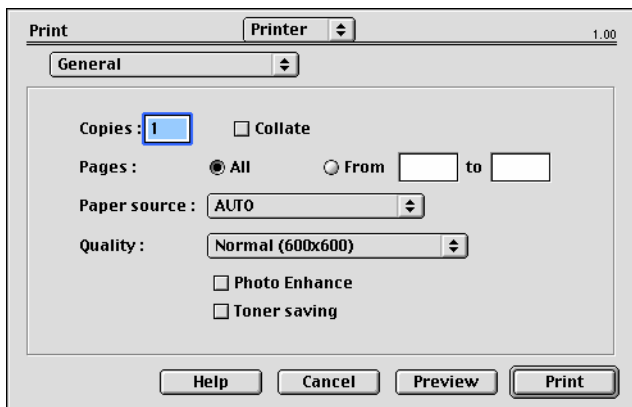 Print Printer 1.00
General
Copies : 1 Collate
Pages : All From to
Paper source : AUTO
Quality : Normal (600x600)
Photo Enhance
Toner saving
Help Cancel Preview Print